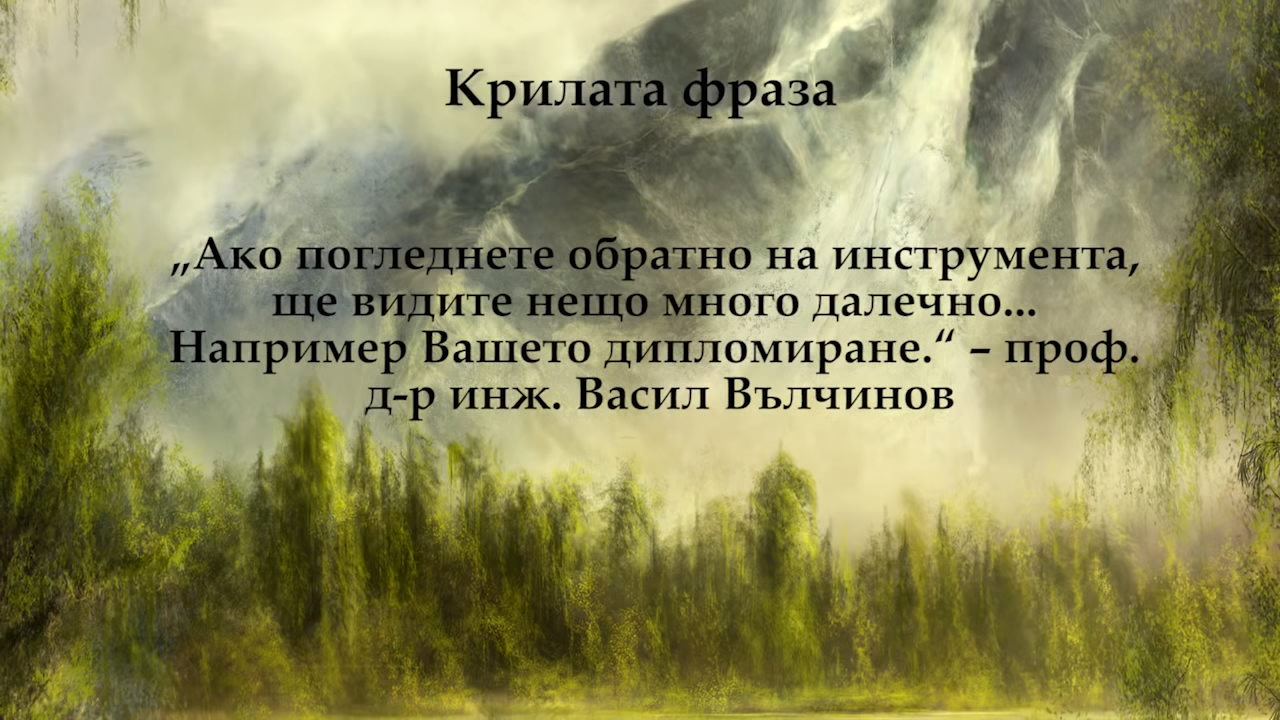 Крилата фраза
„Ако погледнете обратно на инструмента,
ще видите нещо много далечно...
Например Вашето дипломиране.“ – проф.
д-р инж. Васил Вълчинов